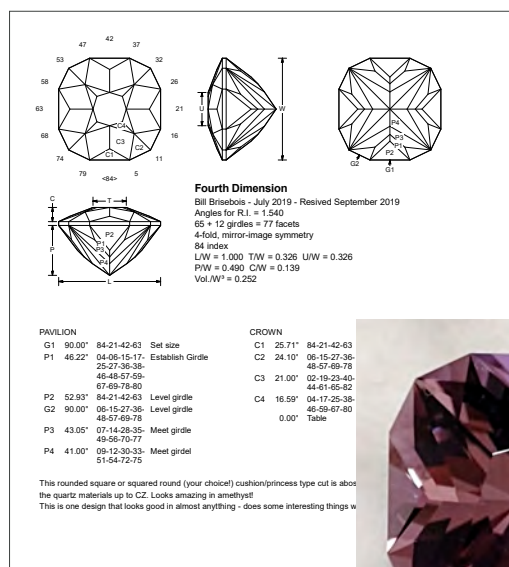 42
47 37
53 32
58 26
63 21
68 16
74 11
79 5
<84>
C4
C3
C2
C1
U
W
P4
P3
P1
P2
G2
G1
C
T
P
P2
P1
P3
P4
L
Fourth Dimension
Bill Brisebois - July 2019 - Resived September 2019
Angles for R.I. = 1.540
65 + 12 girdles = 77 facets
4-fold, mirror-image symmetry
84 index
L/W = 1.000 T/W = 0.326 U/W = 0.326
P/W = 0.490 C/W = 0.139
Vol./W³ = 0.252
PAVILION
G1 90.00° 84-21-42-63 Set size
P1 46.22° 04-06-15-17- Establish Girdle
25-27-36-38-
46-48-57-59-
67-69-78-80
P2 52.93° 84-21-42-63 Level girdle
G2 90.00° 06-15-27-36- Level girdle
48-57-69-78
P3 43.05° 07-14-28-35- Meet girdle
49-56-70-77
P4 41.00° 09-12-30-33- Meet girdel
51-54-72-75
CROWN
C1 25.71° 84-21-42-63
C2 24.10° 06-15-27-36-
48-57-69-78
C3 21.00° 02-19-23-40-
44-61-65-82
C4 16.59° 04-17-25-38-
46-59-67-80
0.00° Table
This rounded square or squared round (your choice!) cushion/princess type cut is abos
the quartz materials up to CZ. Looks amazing in amethyst!
This is one design that looks good in almost anytthing - does some interesting things w